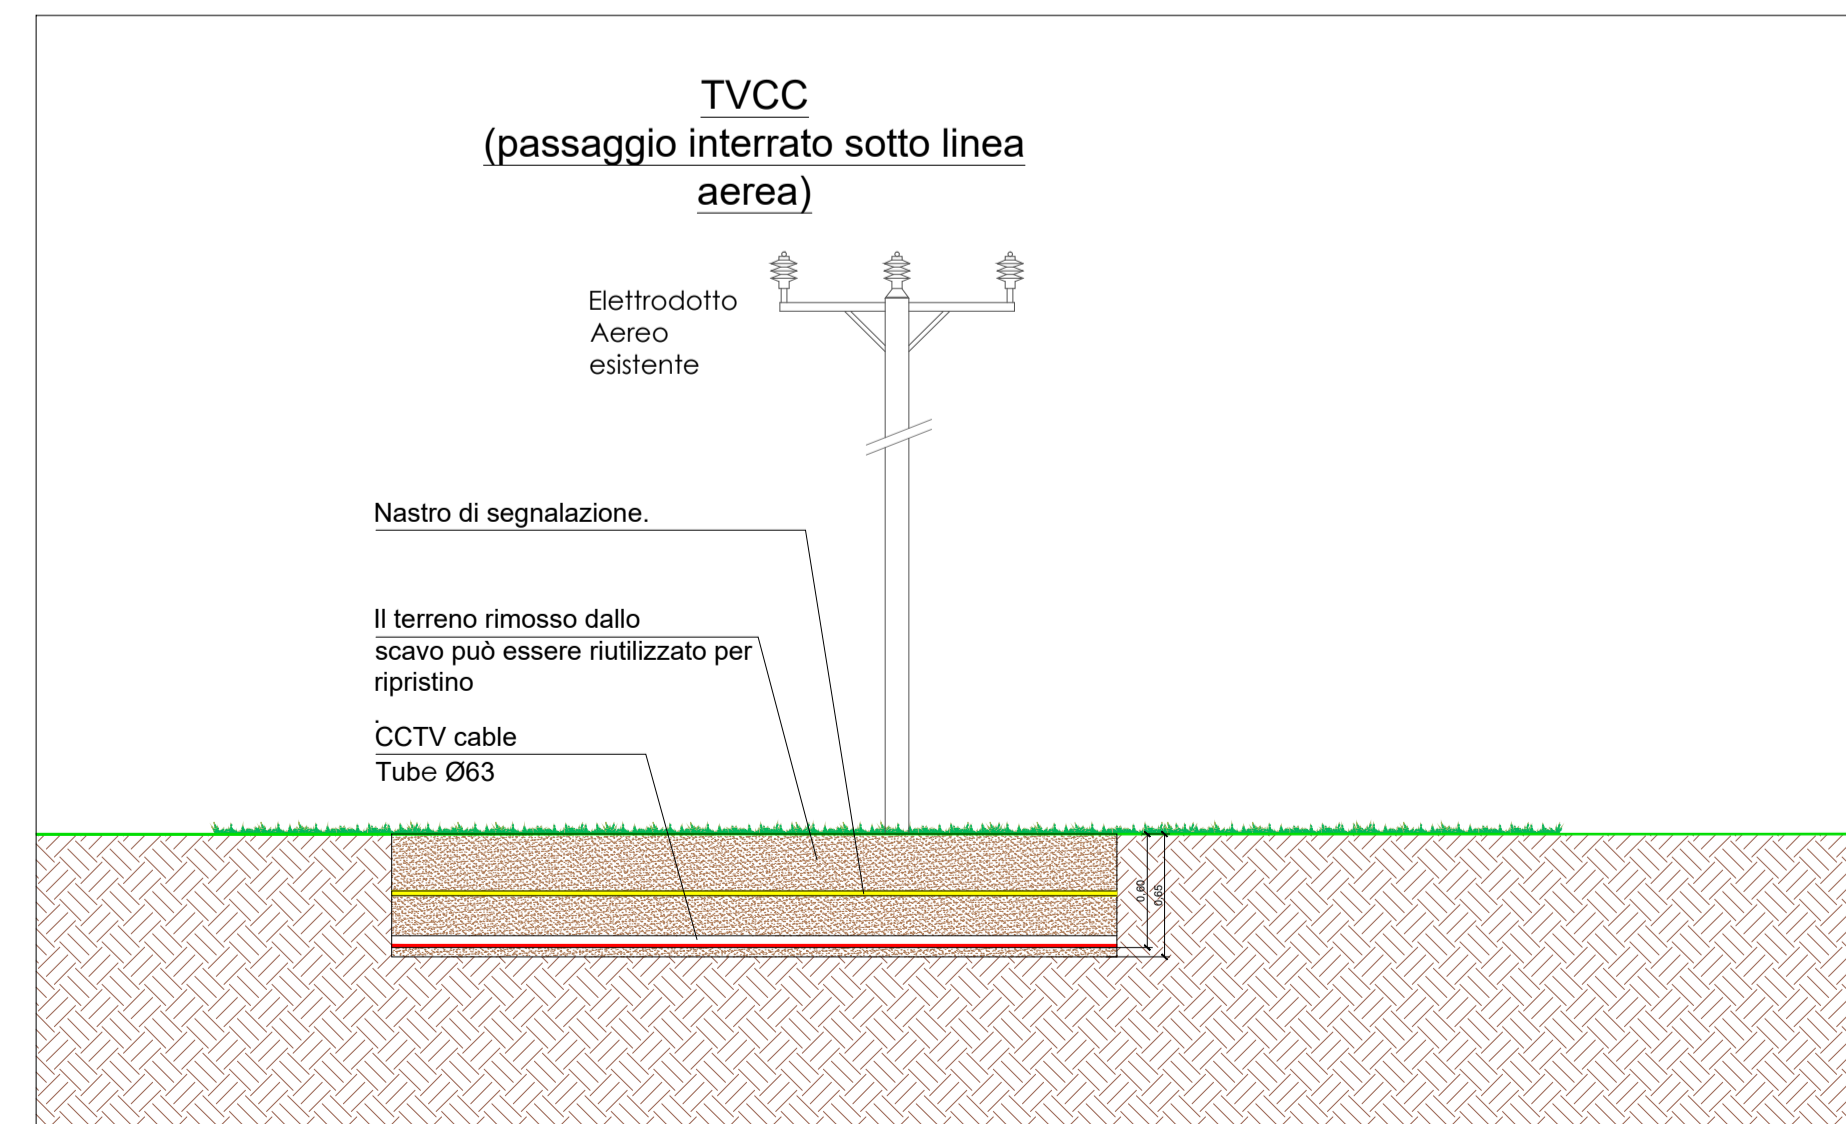 TVCC
(passaggio interrato sotto linea
aerea)
Elettrodotto
Aereo
esistente
Nastro di segnalazione.
Il terreno rimosso dallo
scavo può essere riutilizzato per
ripristino
.
CCTV cable
Tube Ø63
0,60
0,65